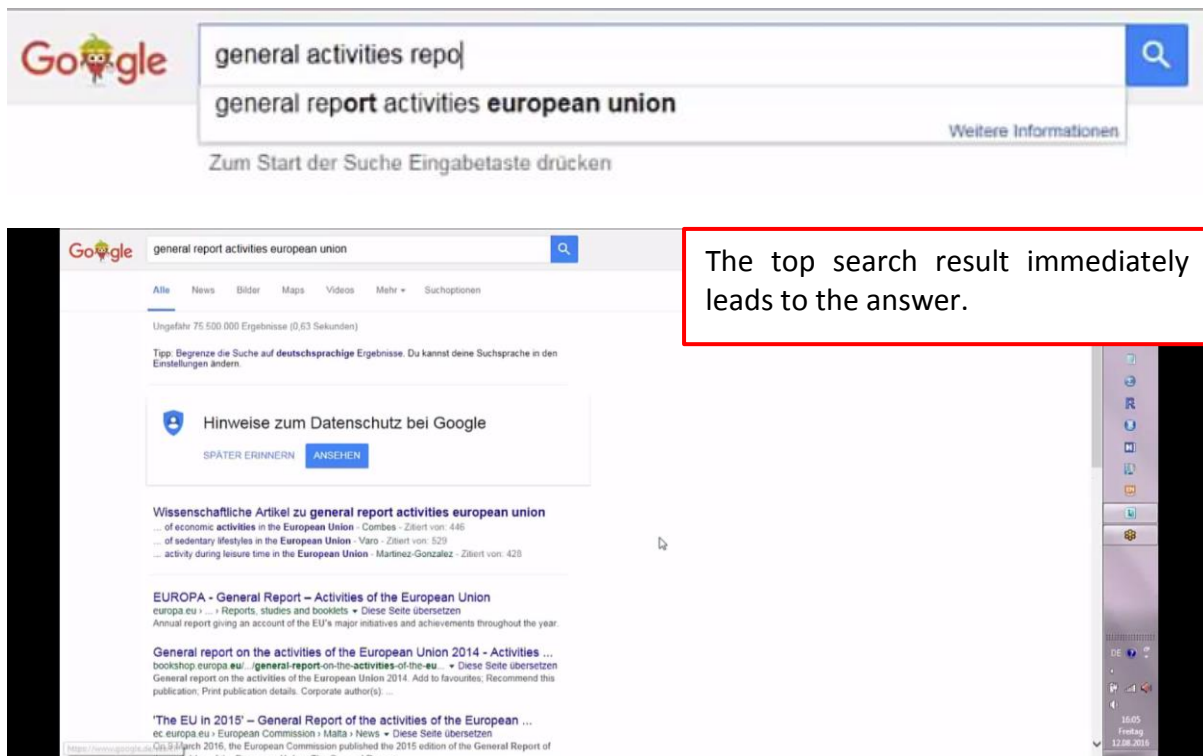 Google
general activities repo
general report activities european union
Weitere Informationen
Zum Start der Suche Eingabetaste drücken
Google
general report activities european union
The top search result immediately
leads to the answer.
Alle News Bilder Maps Videos Mehr Suchoptionen
Ungefähr 75.500.000 Ergebnisse (0,63 Sekunden)
Tipp: Begrenze die Suche auf deutschsprachige Ergebnisse. Du kannst deine Suchsprache in den
Einstellungen ändern.
Hinweise zum Datenschutz bei Google
SPÄTER ERINNERN ANSEHEN
Wissenschaftliche Artikel zu general report activities european union
... of economic activities in the European Union - Combes - Zitiert von: 446
... of sedentary lifestyles in the European Union - Varo - Zitiert von: 529
... activity during leisure time in the European Union - Martinez-Gonzalez - Zitiert von: 428
EUROPA - General Report – Activities of the European Union
europa.eu › ... › Reports, studies and booklets Diese Seite übersetzen
Annual report giving an account of the EU's major initiatives and achievements throughout the year.
General report on the activities of the European Union 2014 - Activities ...
bookshop.europa.eu/.../general-report-on-the-activities-of-the-eu... Diese Seite übersetzen
General report on the activities of the European Union 2014. Add to favourites; Recommend this
publication; Print publication details. Corporate author(s): ...
'The EU in 2015' – General Report of the activities of the European ...
ec.europa.eu › European Commission › Malta › News Diese Seite übersetzen
March 2016, the European Commission published the 2015 edition of the General Report of
DE
16:05
Freitag
12.08.2016